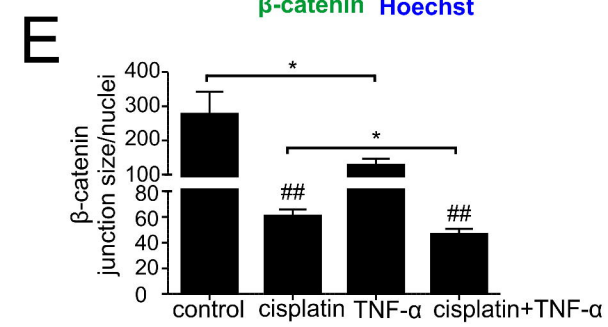 β-catenin Hoechst
E
β-catenin
junction size/nuclei
400
300
200
100
80
60
40
20
0
*
*
##
##
control cisplatin TNF-α cisplatin+TNF-α